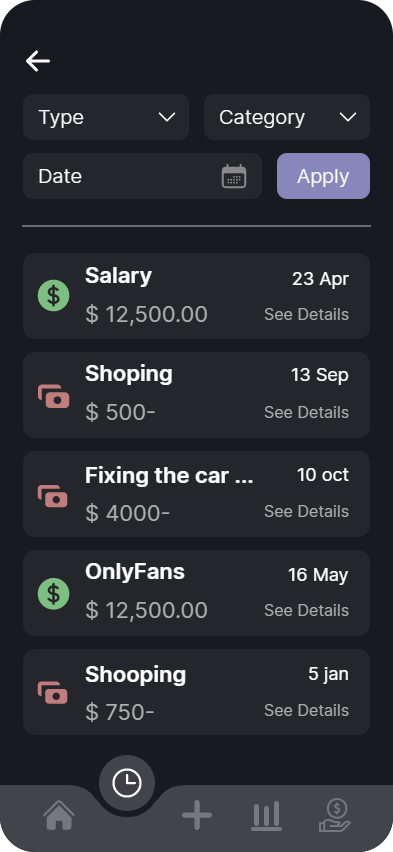 Type Category
Date Apply
Salary 23 Apr
$ 12,500.00 See Details
Shoping 13 Sep
$ 500- See Details
Fixing the car ... 10 oct
$ 4000- See Details
OnlyFans 16 May
$ 12,500.00 See Details
Shooping 5 jan
$ 750- See Details